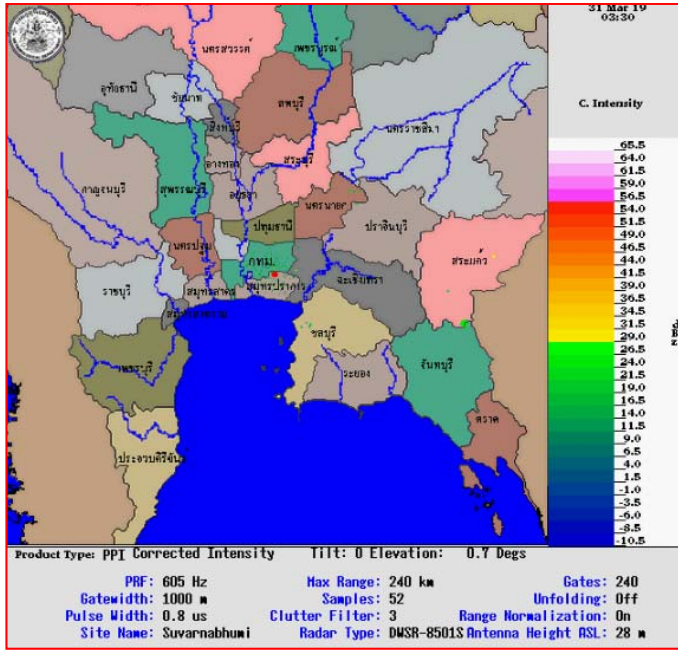 31 Mar 19
03:30
C. Intensity
65.5
64.0
61.5
59.0
56.5
54.0
51.5
49.0
46.5
44.0
41.5
39.0
36.5
34.0
31.5
29.0
26.5
24.0
21.5
19.0
16.5
14.0
11.5
9.0
6.5
4.0
1.5
-1.0
-3.5
-6.0
-8.5
-10.5
นครสวรรค์
เพชรบูรณ์
อุทัยธานี
ชัยนาท
ลพบุรี
สิงหบุรี
นครราชสีมา
อ่างทอง
สระบุรี
กาญจนบุรี
สุพรรณบุรี
อยุธยา
นครนายก
ปราจีนบุรี
ปทุมธานี
นครปฐม
กทม.
สระแก้ว
ราชบุรี
สมุทรสาคร
สมุทรปราการ
ฉะเชิงเทรา
ชลบุรี
เพชรบุรี
ระยอง
จันทบุรี
ตราด
ประจวบคีรีขันธ์
Product Type: PPI Corrected Intensity Tilt: 0 Elevation: 0.7 Degs
PRF: 605 Hz Max Range: 240 km Gates: 240
Gatewidth: 1000 m Samples: 52 Unfolding: Off
Pulse Width: 0.8 us Clutter Filter: 3 Range Normalization: On
Site Name: Suvarnabhumi Radar Type: DWSR-8501S Antenna Height ASL: 28 m